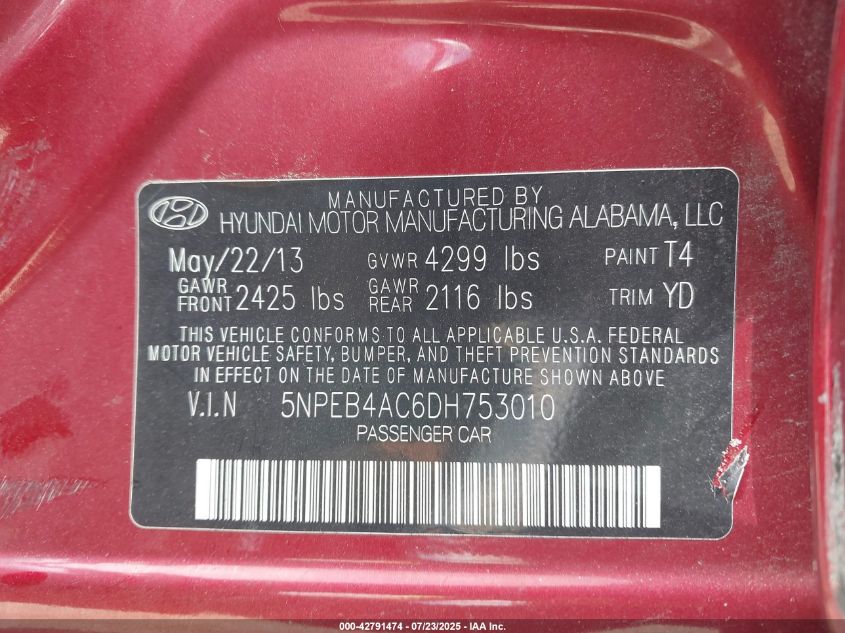 MANUFACTURED BY
HYUNDAI MOTOR MANUFACTURING ALABAMA, LLC
May/22/13 GVWR 4299 lbs PAINT T4
GAWR FRONT 2425 lbs GAWR REAR 2116 lbs TRIM YD
THIS VEHICLE CONFORMS TO ALL APPLICABLE U.S.A. FEDERAL
MOTOR VEHICLE SAFETY, BUMPER, AND THEFT PREVENTION STANDARDS
IN EFFECT ON THE DATE OF MANUFACTURE SHOWN ABOVE
V.I.N 5NPEB4AC6DH753010
PASSENGER CAR
000-42791474 - 07/23/2025 - IAA Inc.